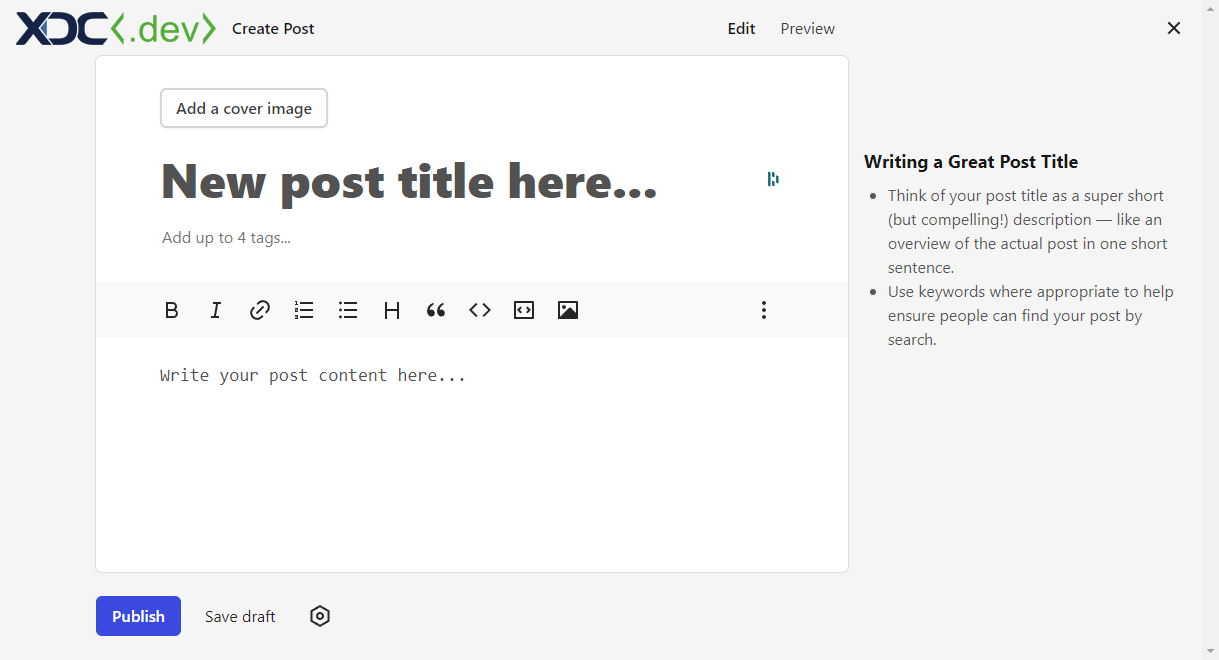 XDC<.dev> Create Post
Edit Preview
Add a cover image
New post title here...
Add up to 4 tags...
Write your post content here...
Publish Save draft
Writing a Great Post Title
Think of your post title as a super short
(but compelling!) description — like an
overview of the actual post in one short
sentence.
Use keywords where appropriate to help
ensure people can find your post by
search.